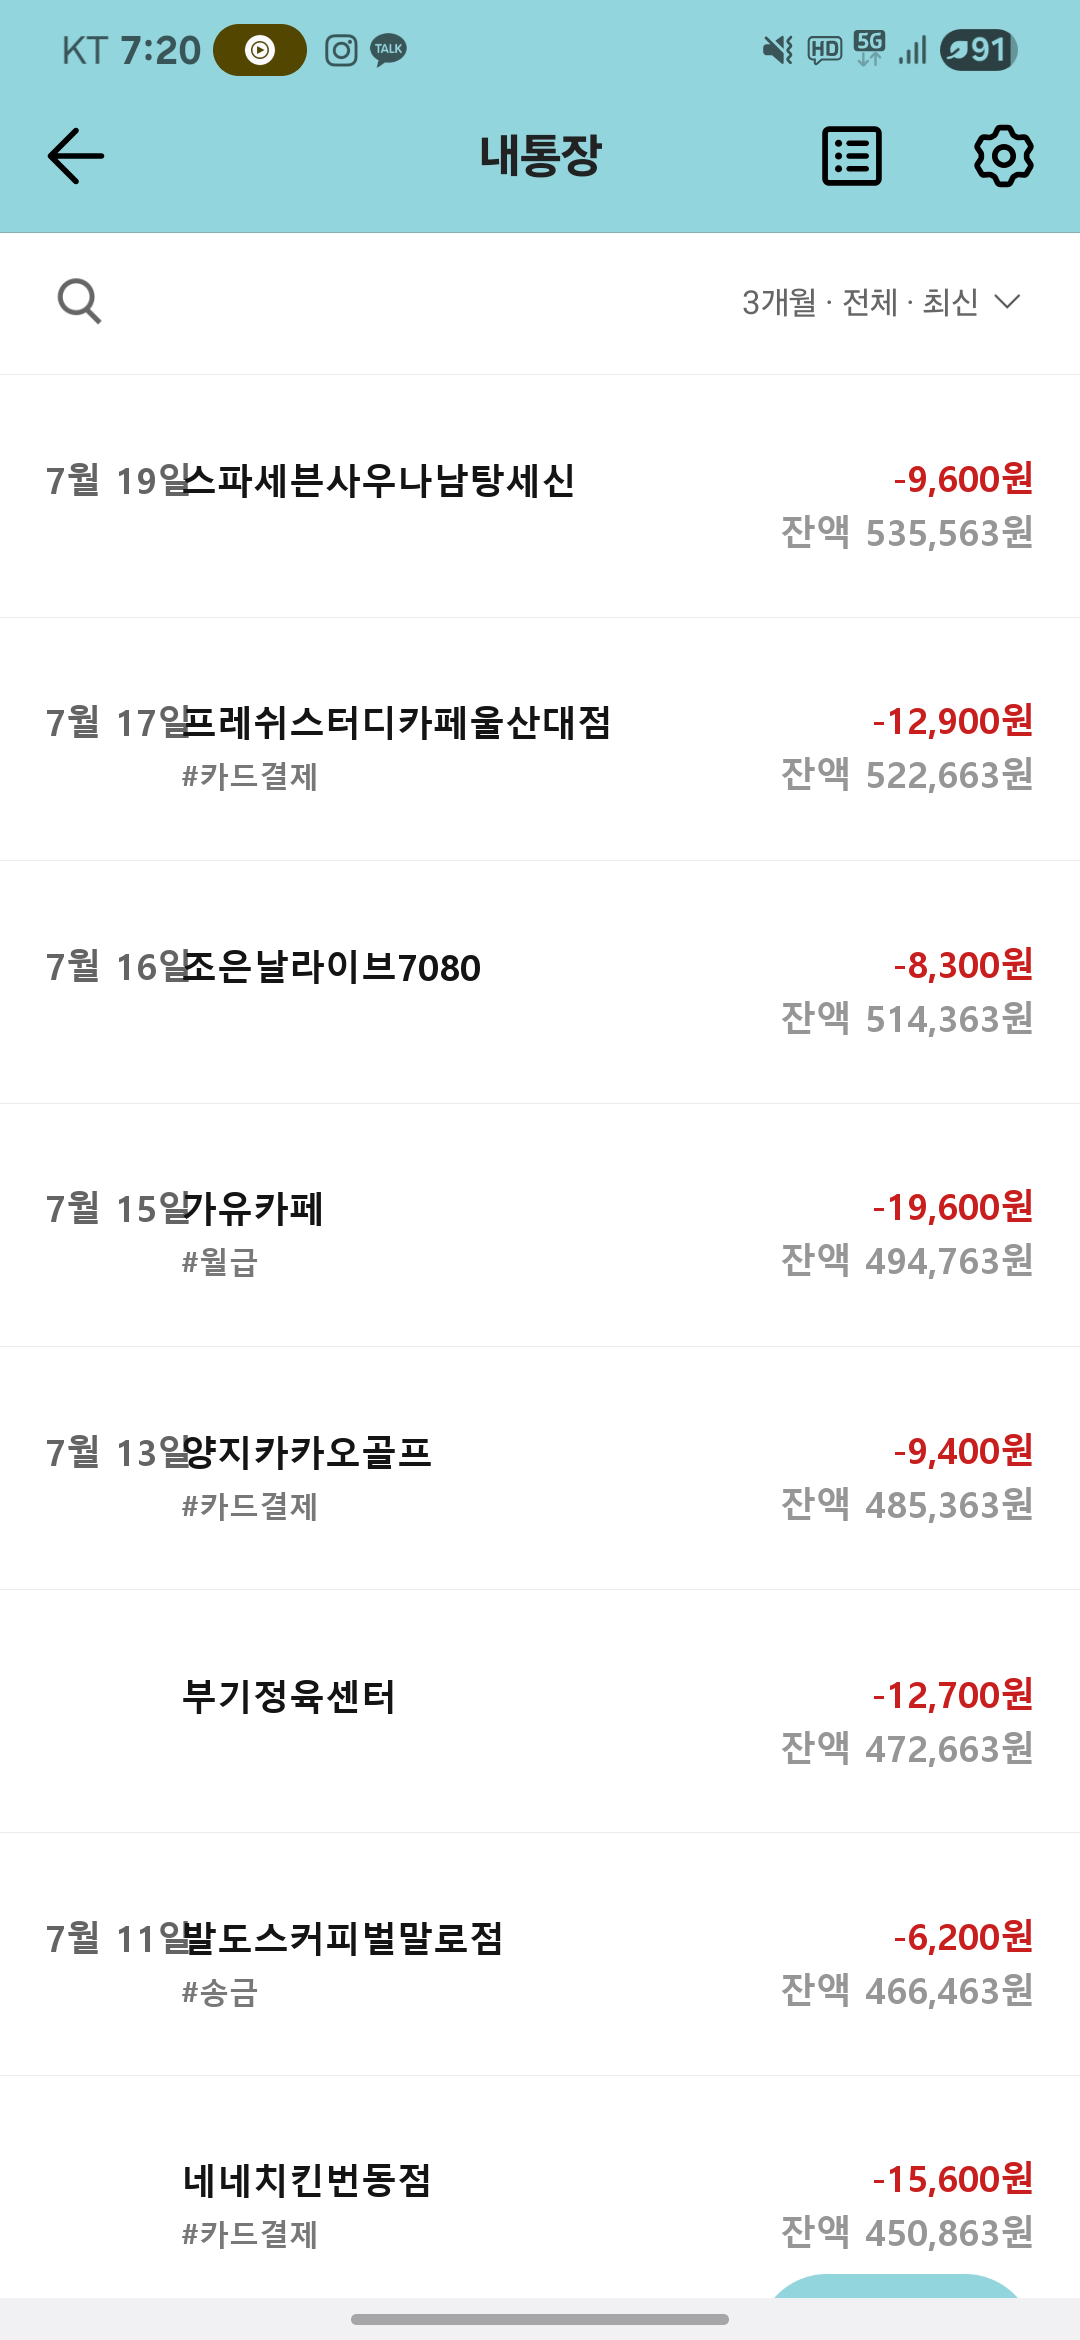 KT 7:20 TALK HD 5G 91
내통장
3개월 · 전체 · 최신
7월 19일 스파세븐사우나남탕세신 -9,600원
잔액 535,563원
7월 17일 프레쉬스터디카페울산대점 -12,900원
#카드결제 잔액 522,663원
7월 16일 조은날라이브7080 -8,300원
잔액 514,363원
7월 15일 가유카페 -19,600원
#월급 잔액 494,763원
7월 13일 양지카카오골프 -9,400원
#카드결제 잔액 485,363원
부기정육센터 -12,700원
잔액 472,663원
7월 11일 발도스커피벌말로점 -6,200원
#송금 잔액 466,463원
네네치킨번동점 -15,600원
#카드결제 잔액 450,863원